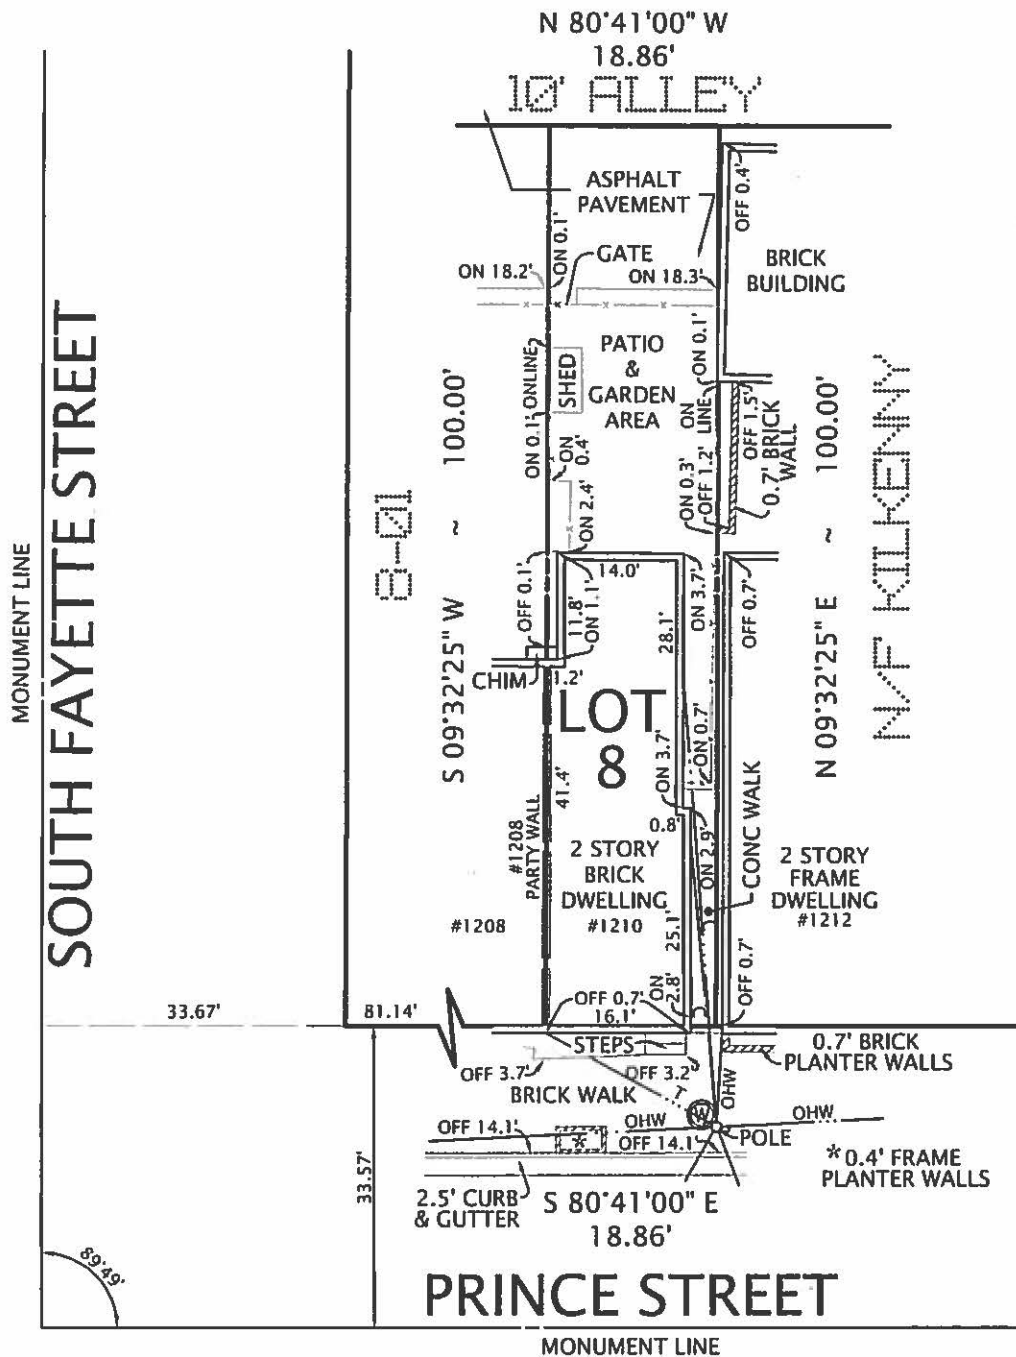 N 80°41'00" W
18.86'
10' ALLEY
ASPHALT
PAVEMENT
OFF 0.4'
ON 0.1'
GATE
ON 18.2'
ON 18.3'
BRICK
BUILDING
PATIO
&
GARDEN
AREA
SHED
ONLINE
ON 0.1'
ON 0.1'
ON
LINE
OFF 1.5'
0.7' BRICK
WALL
ON
0.4'
ON 2.4'
ON 0.3'
OFF 1.2'
SOUTH FAYETTE STREET
MONUMENT LINE
B-01
S 09°32'25" W ~ 100.00'
N 09°32'25" E ~ 100.00'
N/F KILKENNY
14.0'
OFF 0.1'
11.8'
ON 1.1'
28.1'
ON 3.7'
OFF 0.7'
CHIM
1.2'
LOT
8
ON 3.7'
ON 0.7'
41.4'
#1208
PARTY WALL
0.8'
ON 2.9'
CONC WALK
2 STORY
BRICK
DWELLING
#1210
2 STORY
FRAME
DWELLING
#1212
#1208
25.1'
ON
2.8'
OFF 0.7'
33.67'
81.14'
OFF 0.7'
16.1'
STEPS
0.7' BRICK
PLANTER WALLS
OFF 3.7'
OFF 3.2'
BRICK WALK
T
W
OHW
OHW
OHW
POLE
OFF 14.1'
*
OFF 14.1'
*0.4' FRAME
PLANTER WALLS
33.57'
2.5' CURB
& GUTTER
S 80°41'00" E
18.86'
89°49'
PRINCE STREET
MONUMENT LINE